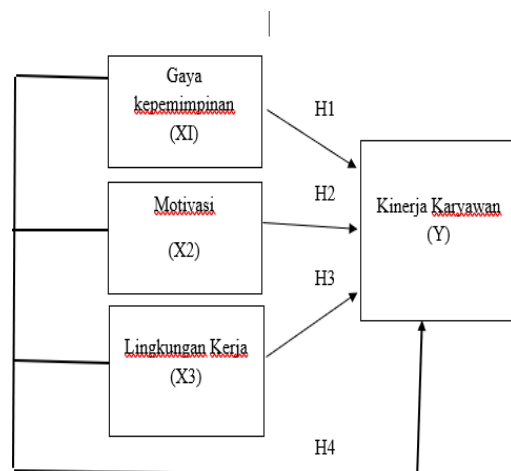 Gaya
kepemimpinan
(XI)
H1
Motivasi
(X2)
H2
Kinerja Karyawan
(Y)
H3
Lingkungan Kerja
(X3)
H4